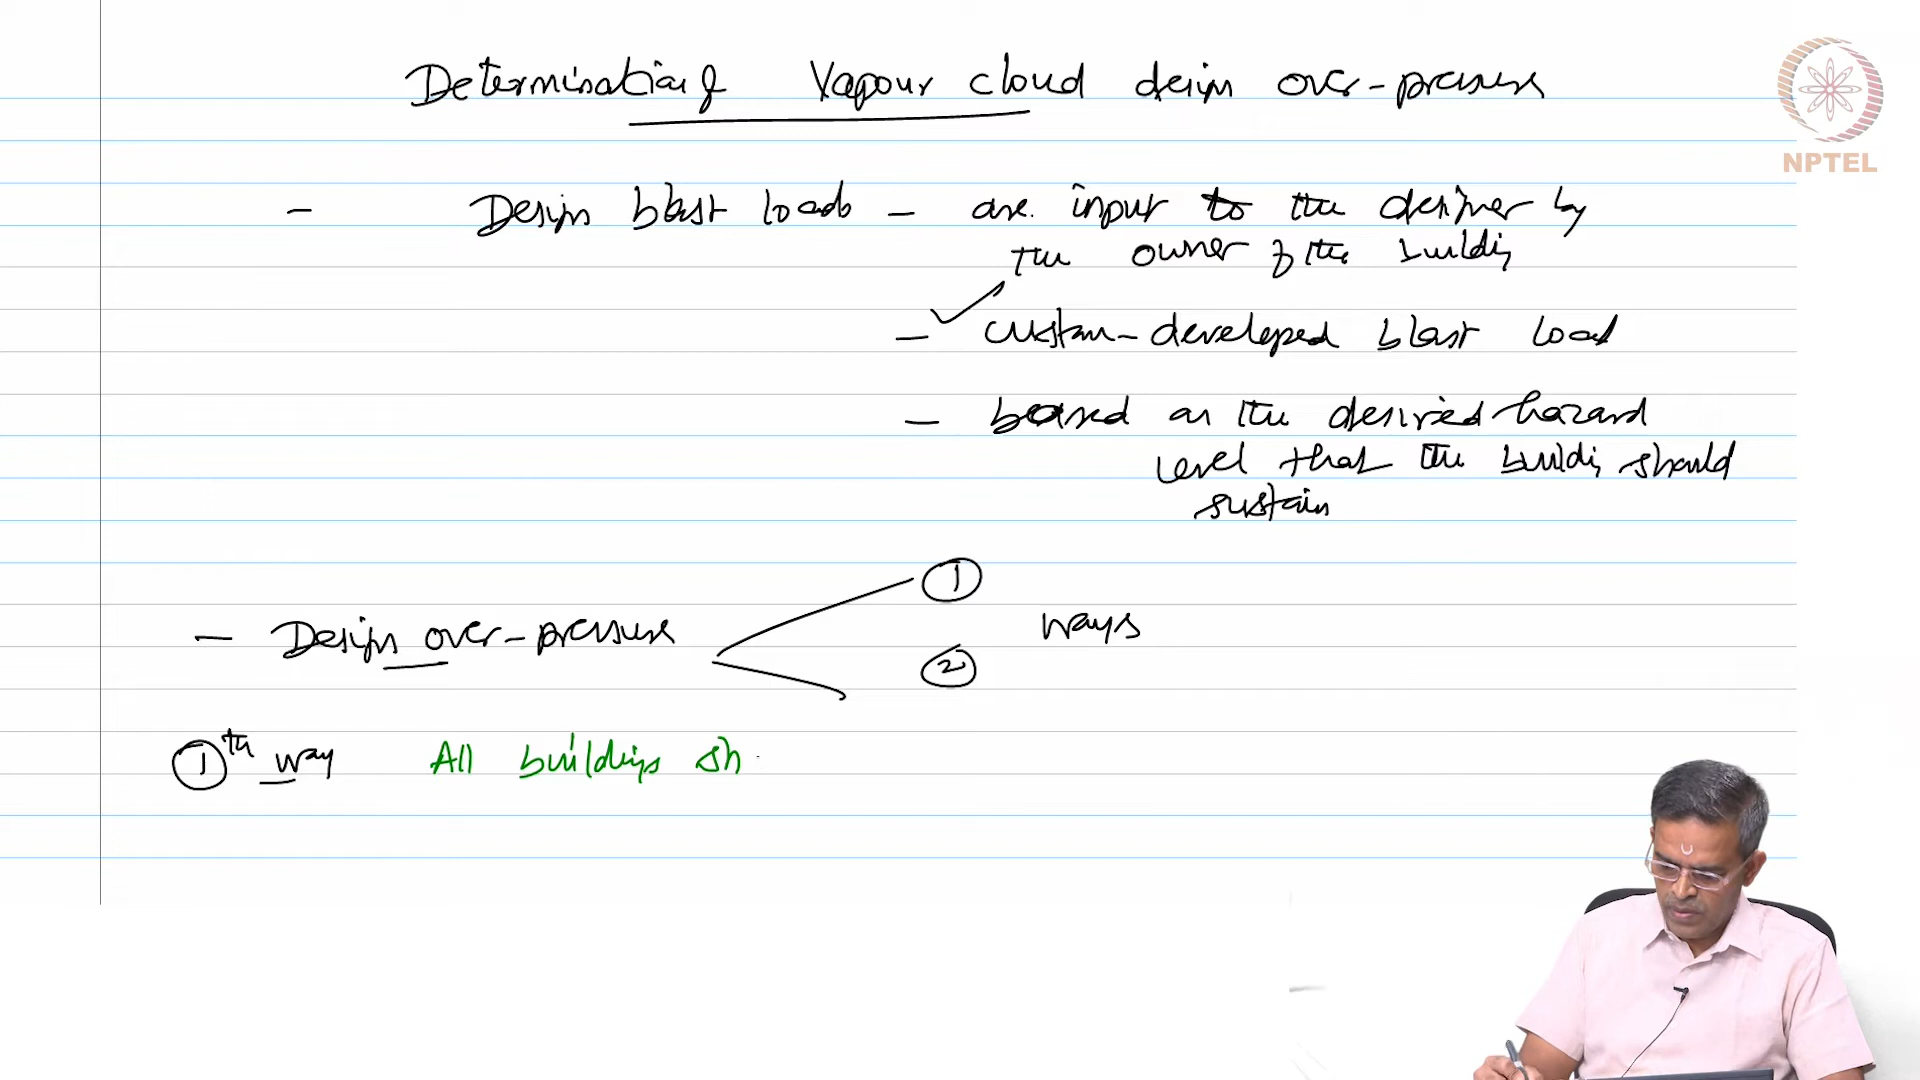 Determination of Vapour cloud design over-pressure
NPTEL
- Design blast loads - are input to the designer by
the owner of the building
- custom-developed blast load
- based on the desired hazard
level that the building should
sustain
- Design over-pressure
1
2
ways
1 th way All buildings sh